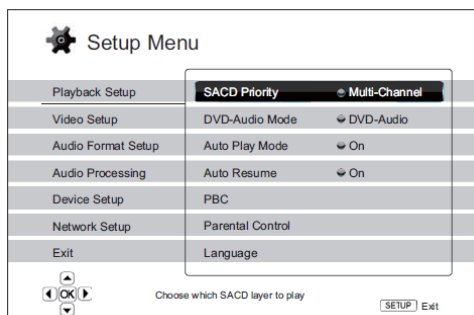 Setup Menu
Playback Setup
SACD Priority Multi-Channel
Video Setup
DVD-Audio Mode DVD-Audio
Audio Format Setup
Auto Play Mode On
Audio Processing
Auto Resume On
Device Setup
PBC
Network Setup
Parental Control
Exit
Language
OK
Choose which SACD layer to play
SETUP Exit